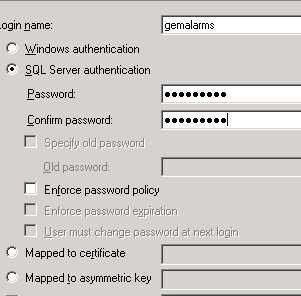 Login name: gemalarms
Windows authentication
SQL Server authentication
Password: ●●●●●●●●●
Confirm password: ●●●●●●●●●
Specify old password
Old password:
Enforce password policy
Enforce password expiration
User must change password at next login
Mapped to certificate
Mapped to asymmetric key